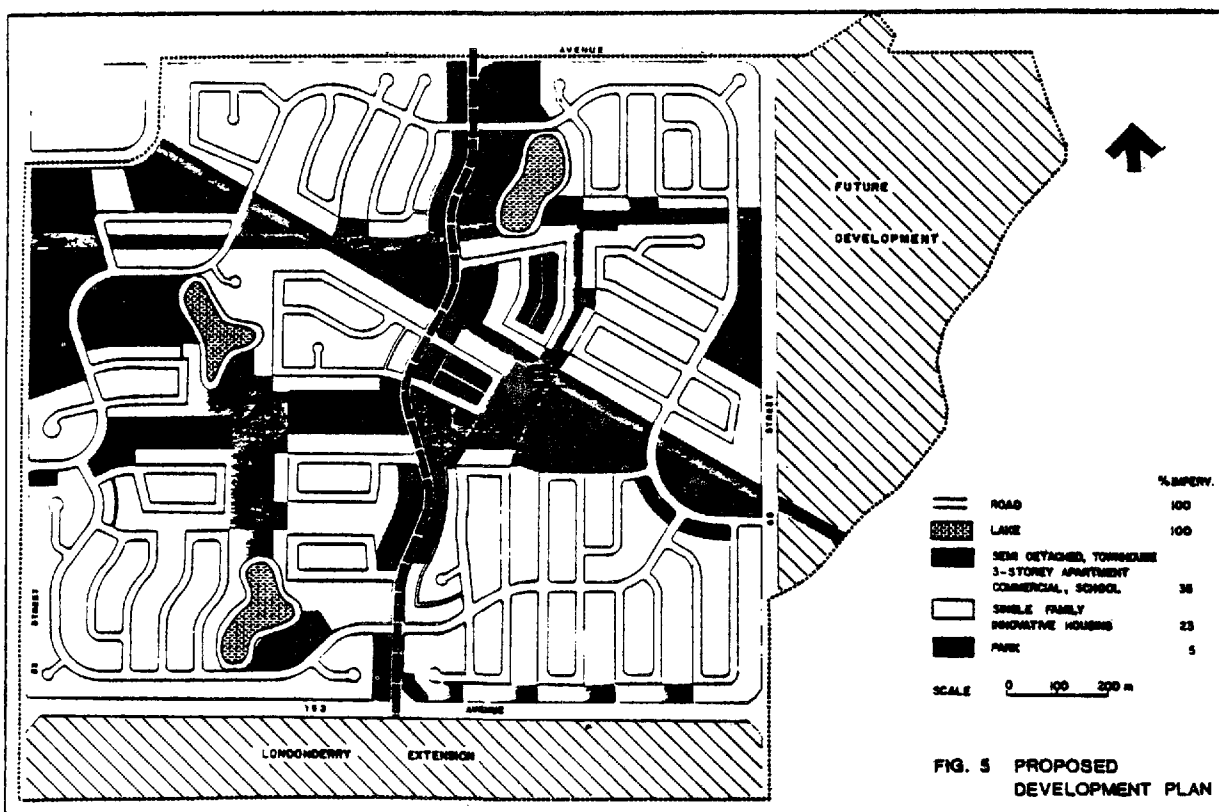 AVENUE
FUTURE
DEVELOPMENT
STREET
STREET
153
AVENUE
LONDONDERRY EXTENSION
% IMPERV.
ROAD 100
LAKE 100
SEMI DETACHED, TOWNHOUSE
3-STOREY APARTMENT
COMMERCIAL, SCHOOL
SINGLE FAMILY
INNOVATIVE HOUSING 23
PARK 5
SCALE 0 100 200 m
FIG. 5 PROPOSED
DEVELOPMENT PLAN